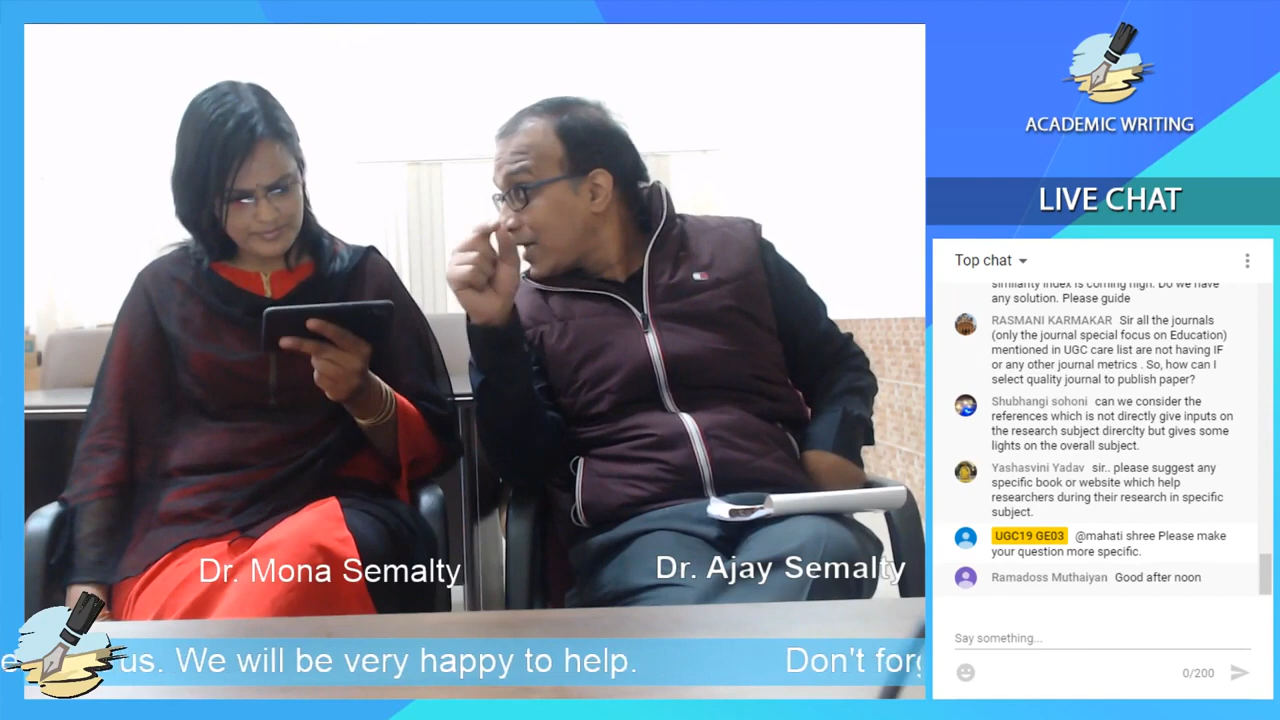 ACADEMIC WRITING
LIVE CHAT
Top chat
similarity index is coming high. Do we have
any solution. Please guide
RASMANI KARMAKAR Sir all the journals
(only the journal special focus on Education)
mentioned in UGC care list are not having IF
or any other journal metrics . So, how can I
select quality journal to publish paper?
Shubhangi sohoni can we consider the
references which is not directly give inputs on
the research subject direrclty but gives some
lights on the overall subject.
Yashasvini Yadav sir.. please suggest any
specific book or website which help
researchers during their research in specific
subject.
UGC19 GE03 @mahati shree Please make
your question more specific.
Ramadoss Muthaiyan Good after noon
Say something...
0/200
Dr. Mona Semalty
Dr. Ajay Semalty
us. We will be very happy to help. Don't forg